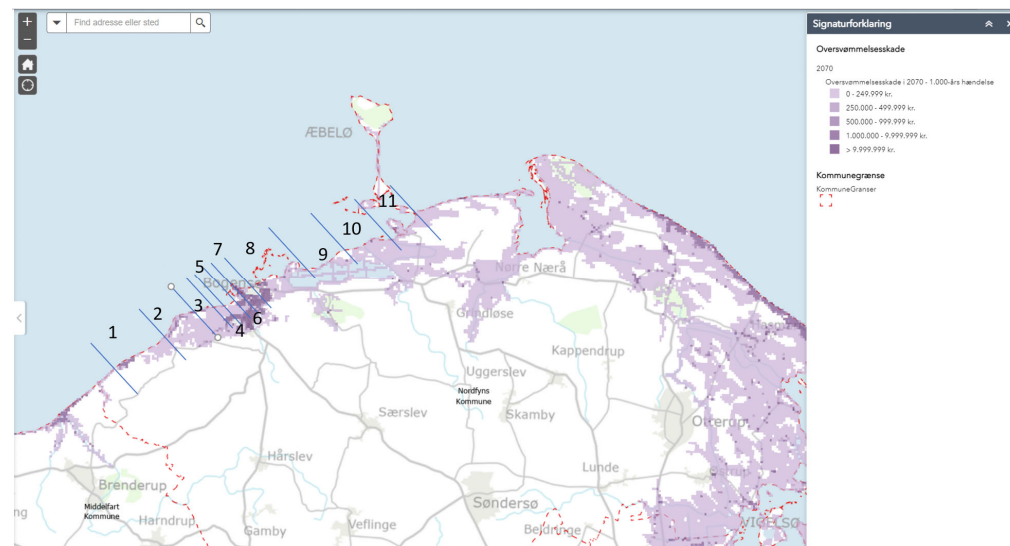 +
Find adresse eller sted
−
Signaturforklaring
Oversvømmelsesskade
2070
Oversvømmelsesskade i 2070 - 1.000-års hændelse
0 - 249.999 kr.
250.000 - 499.999 kr.
500.000 - 999.999 kr.
1.000.000 - 9.999.999 kr.
> 9.999.999 kr.
Kommunegrænse
KommuneGranser
ÆBELØ
11
10
9
8
7
5
3
2
1
4
6
Nørre Nærå
Grindløse
Kappendrup
Uggerslev
Nordfyns
Kommune
Skamby
Særslev
Otterup
Hårslev
Lunde
Brenderup
Søndersø
Middelfart
Kommune
Harndrup
Gamby
Veflinge
Beldringe
VIGELSØ